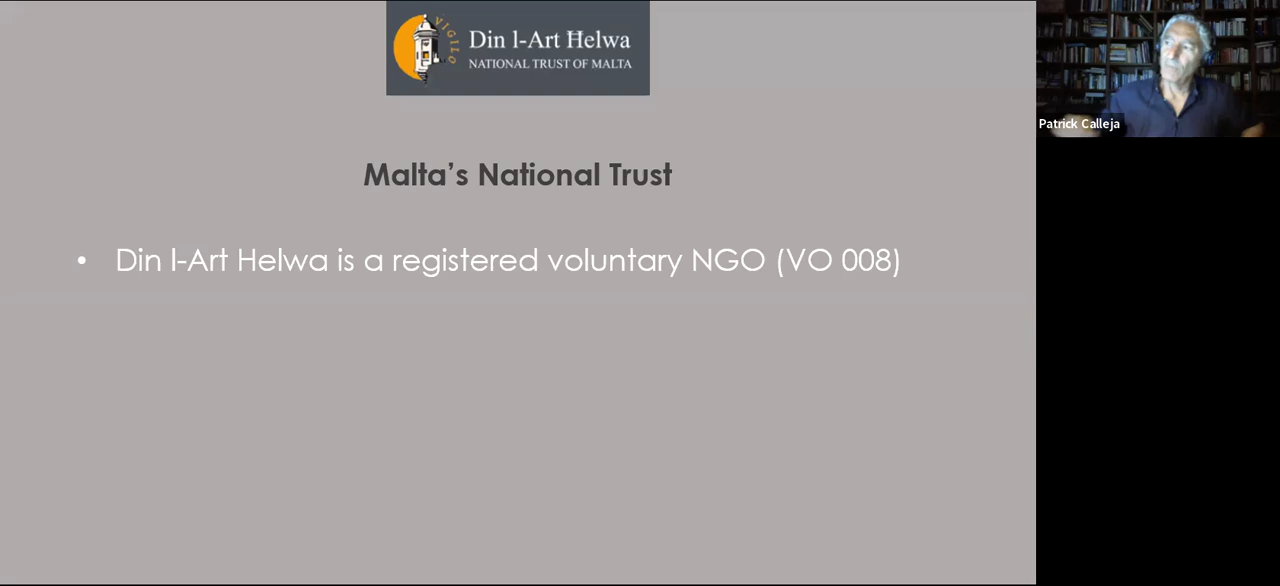 VIGILO
Din l-Art Helwa
NATIONAL TRUST OF MALTA
Patrick Calleja
Malta’s National Trust
• Din l-Art Helwa is a registered voluntary NGO (VO 008)